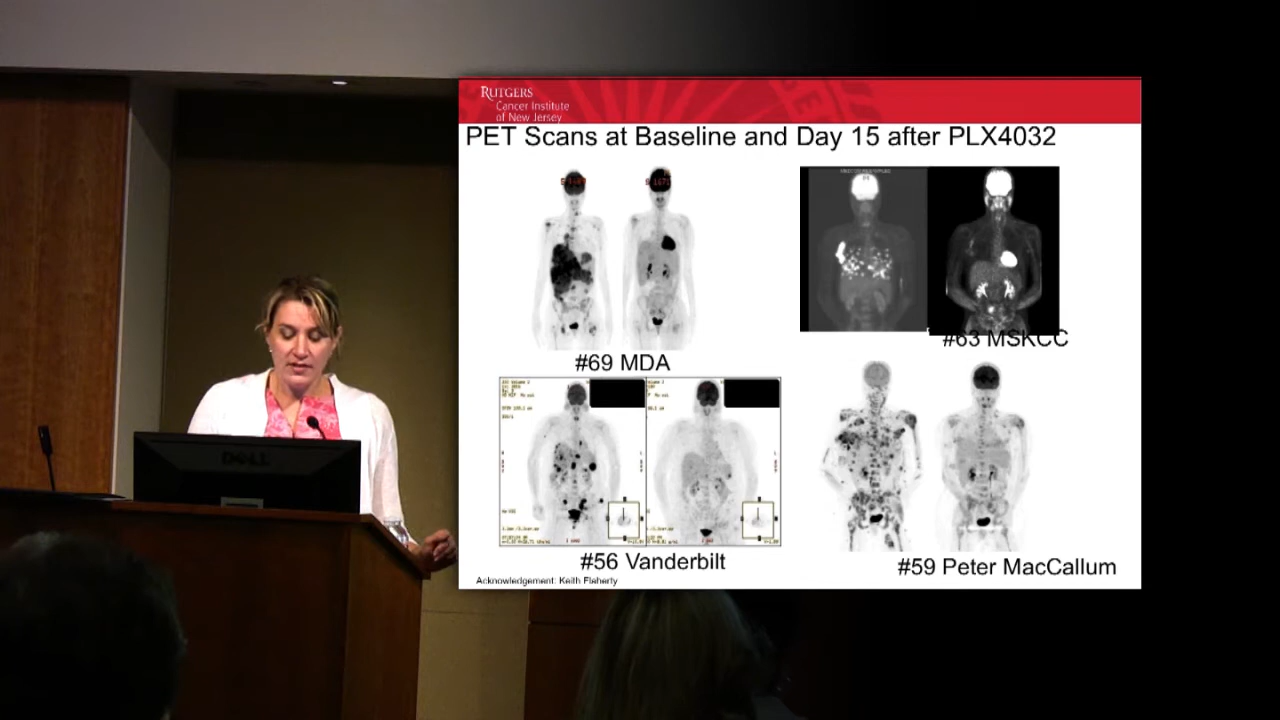 RUTGERS
Cancer Institute
of New Jersey
PET Scans at Baseline and Day 15 after PLX4032
#69 MDA
#63 MSKCC
#56 Vanderbilt
#59 Peter MacCallum
Acknowledgement: Keith Flaherty
DELL